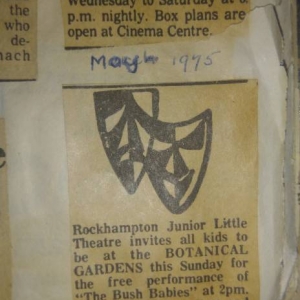 the
who
de-
nach
Wednesday to Saturday at 8.
p.m. nightly. Box plans are
open at Cinema Centre.
March 1975
Rockhampton Junior Little
Theatre invites all kids to
be at the BOTANICAL
GARDENS this Sunday for
the free performance of
"The Bush Babies" at 2pm.